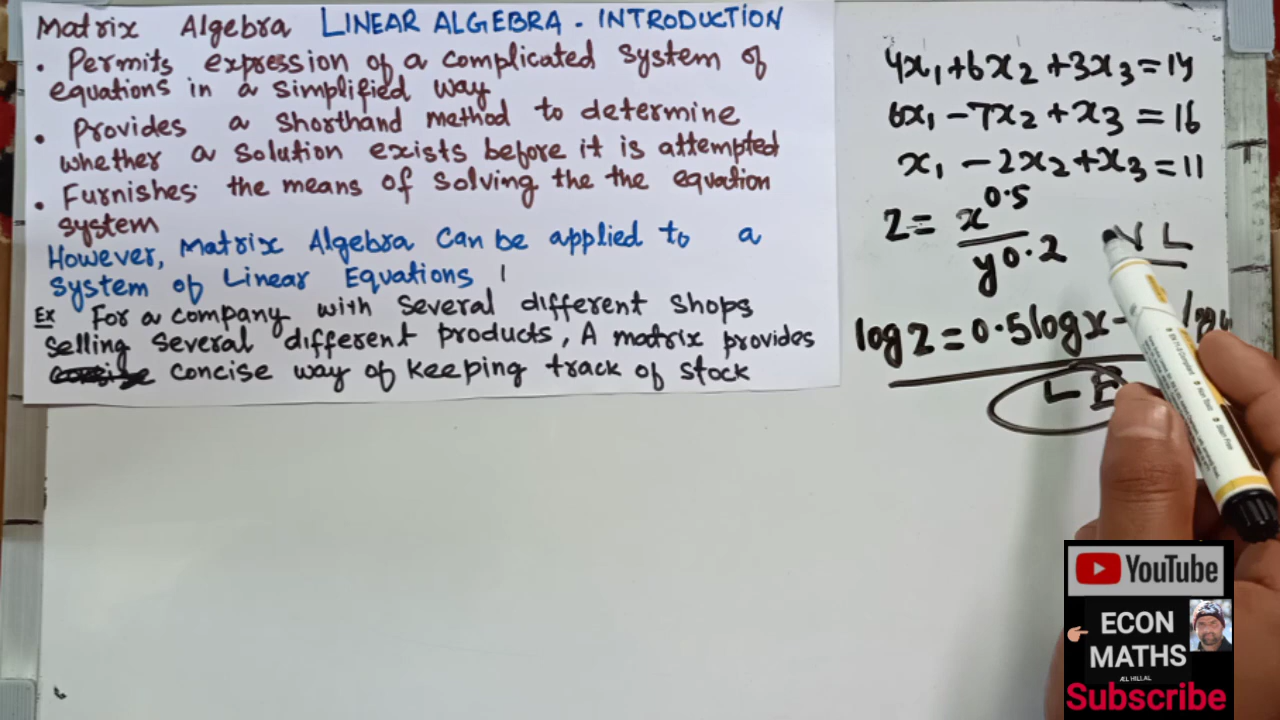 Matrix Algebra LINEAR ALGEBRA - INTRODUCTION
• Permits expression of a complicated system of
equations in a simplified way
• Provides a shorthand method to determine
whether a solution exists before it is attempted
• Furnishes the means of solving the the equation
system
However, Matrix Algebra can be applied to a
system of Linear Equations
Ex For a company with several different shops
selling several different products, A matrix provides
concise way of keeping track of stock
4x₁+6x₂+3x₃=14
6x₁-7x₂+x₃=16
x₁-2x₂+x₃=11
Z= x^0.5
y0.2
L
log Z=0.5logx-
L E
YouTube
ECON
MATHS
ÆL HILLAL
Subscribe